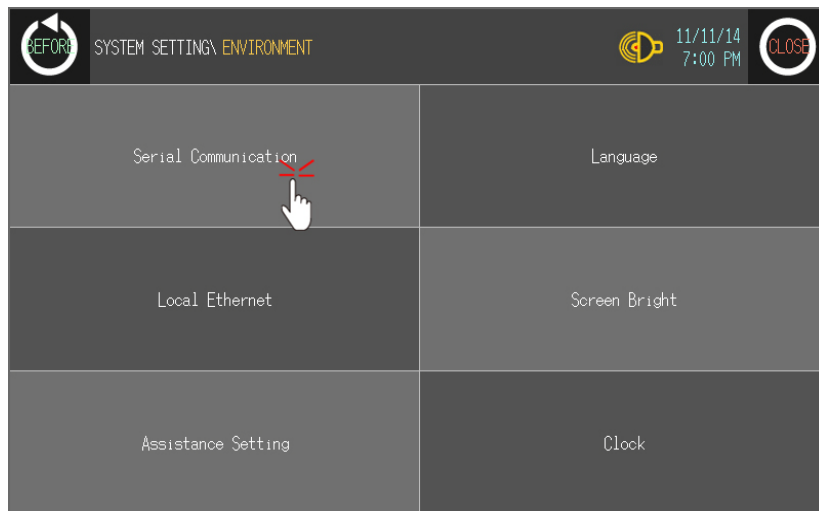 BEFORE
SYSTEM SETTING\ ENVIRONMENT
11/11/14
7:00 PM
CLOSE
Serial Communication
Language
Local Ethernet
Screen Bright
Assistance Setting
Clock